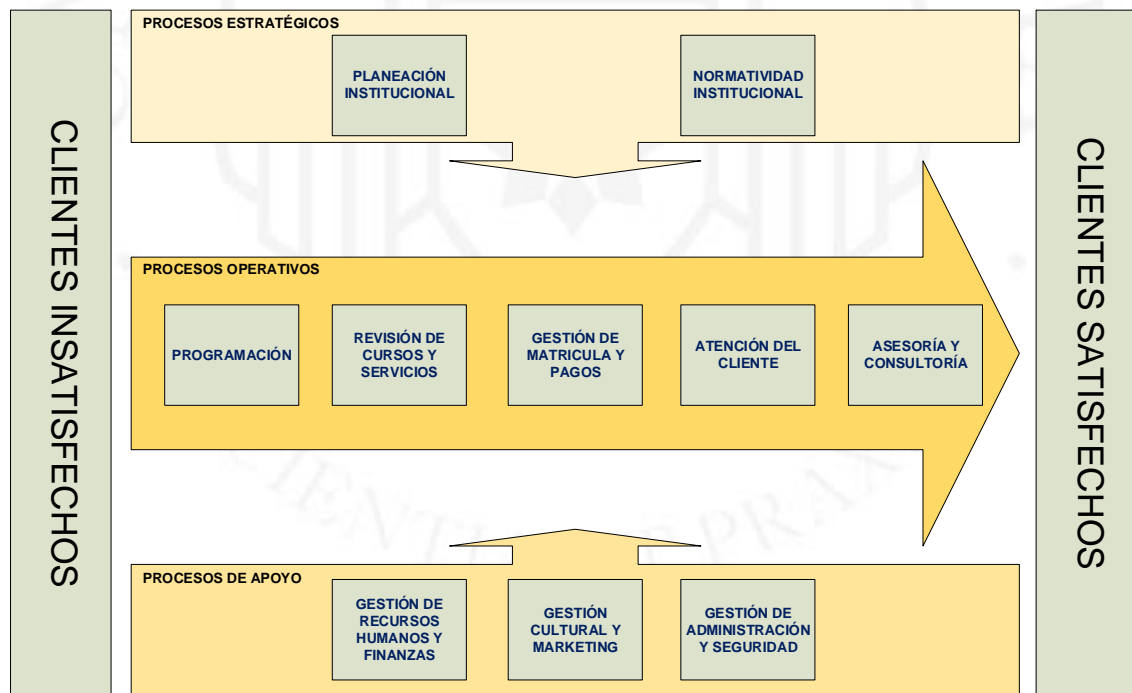 CLIENTES INSATISFECHOS
PROCESOS ESTRATÉGICOS
PLANEACIÓN
INSTITUCIONAL
NORMATIVIDAD
INSTITUCIONAL
PROCESOS OPERATIVOS
PROGRAMACIÓN
REVISIÓN DE
CURSOS Y
SERVICIOS
GESTIÓN DE
MATRICULA Y
PAGOS
ATENCIÓN DEL
CLIENTE
ASESORÍA Y
CONSULTORÍA
PROCESOS DE APOYO
GESTIÓN DE
RECURSOS
HUMANOS Y
FINANZAS
GESTIÓN
CULTURAL Y
MARKETING
GESTIÓN DE
ADMINISTRACIÓN
Y SEGURIDAD
CLIENTES SATISFECHOS